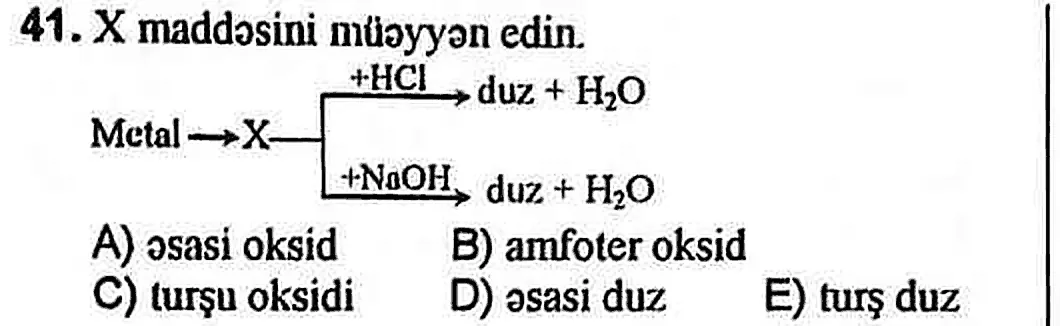 41. X maddəsini müəyyən edin.
+HCl
duz + H₂O
Metal → X
+NaOH
duz + H₂O
A) əsasi oksid B) amfoter oksid
C) turşu oksidi D) əsasi duz E) turş duz